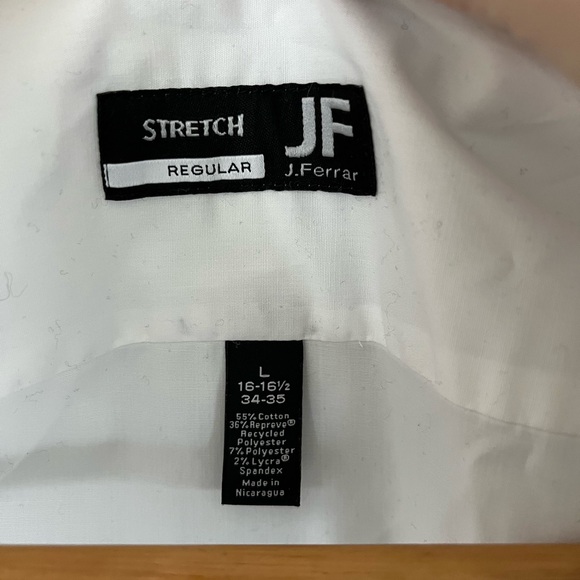 STRETCH
REGULAR
JF
J.Ferrar
L
16-16½
34-35
55% Cotton
36% Repreve®
Recycled
Polyester
7% Polyester
2% Lycra®
Spandex
Made in
Nicaragua